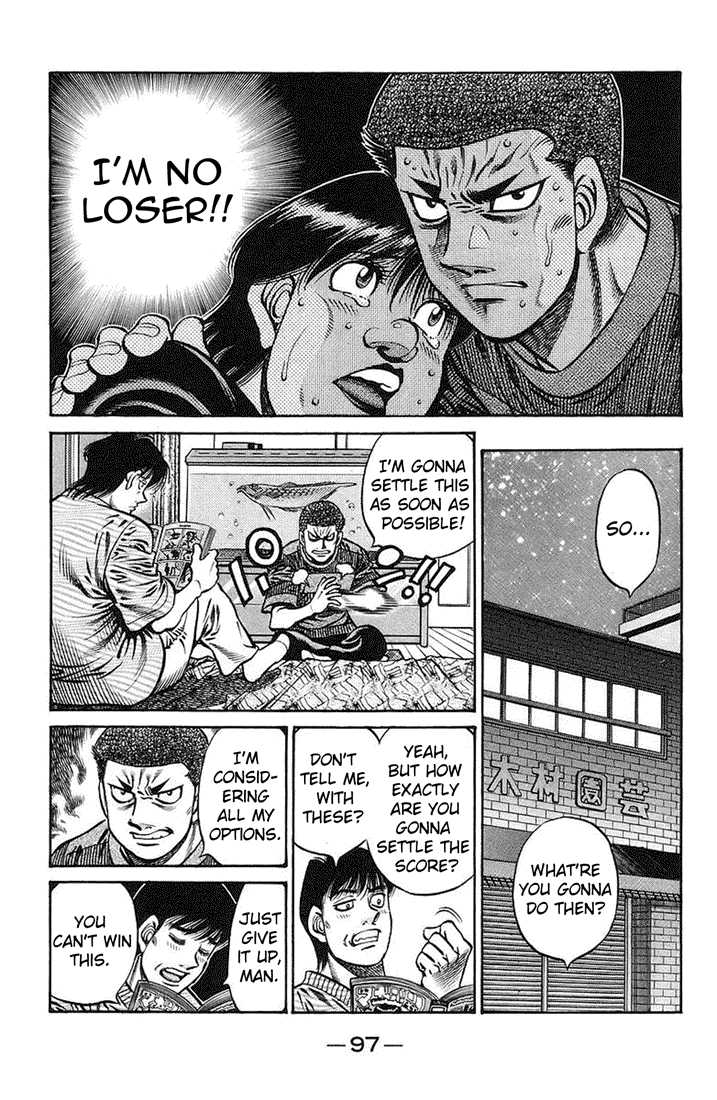 I'M NO
LOSER!!
SO...
木村園芸
WHAT'RE
YOU GONNA
DO THEN?
I'M GONNA
SETTLE THIS
AS SOON AS
POSSIBLE!
YEAH,
BUT HOW
EXACTLY
ARE YOU
GONNA
SETTLE THE
SCORE?
DON'T
TELL ME,
WITH
THESE?
I'M
CONSID-
ERING
ALL MY
OPTIONS.
JUST
GIVE
IT UP,
MAN.
YOU
CAN'T WIN
THIS.
—97—